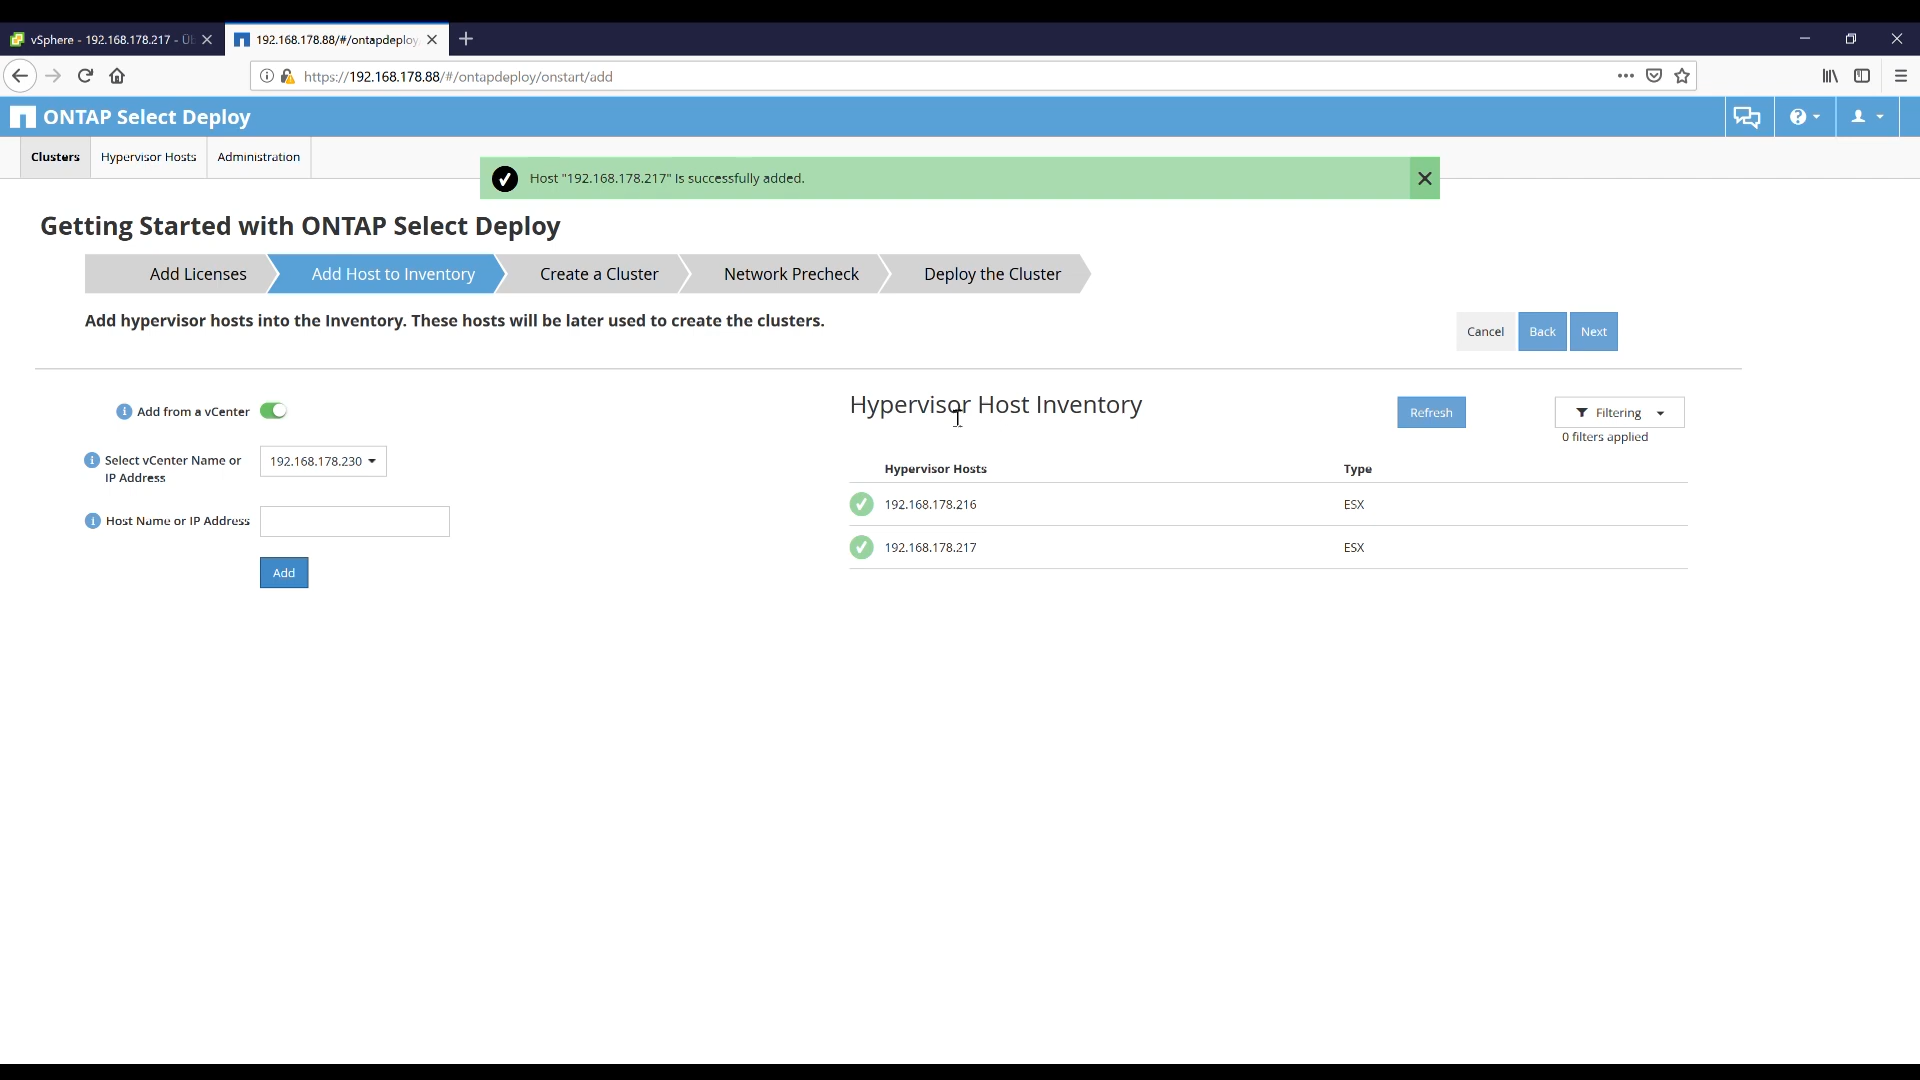 vSphere - 192.168.178.217 - Üb
192.168.178.88/#/ontapdeploy
https://192.168.178.88/#/ontapdeploy/onstart/add
ONTAP Select Deploy
Clusters
Hypervisor Hosts
Administration
Host "192.168.178.217" is successfully added.
Getting Started with ONTAP Select Deploy
Add Licenses
Add Host to Inventory
Create a Cluster
Network Precheck
Deploy the Cluster
Add hypervisor hosts into the Inventory. These hosts will be later used to create the clusters.
Cancel
Back
Next
Add from a vCenter
Select vCenter Name or
IP Address
192.168.178.230
Host Name or IP Address
Add
Hypervisor Host Inventory
Refresh
Filtering
0 filters applied
Hypervisor Hosts
Type
192.168.178.216
ESX
192.168.178.217
ESX